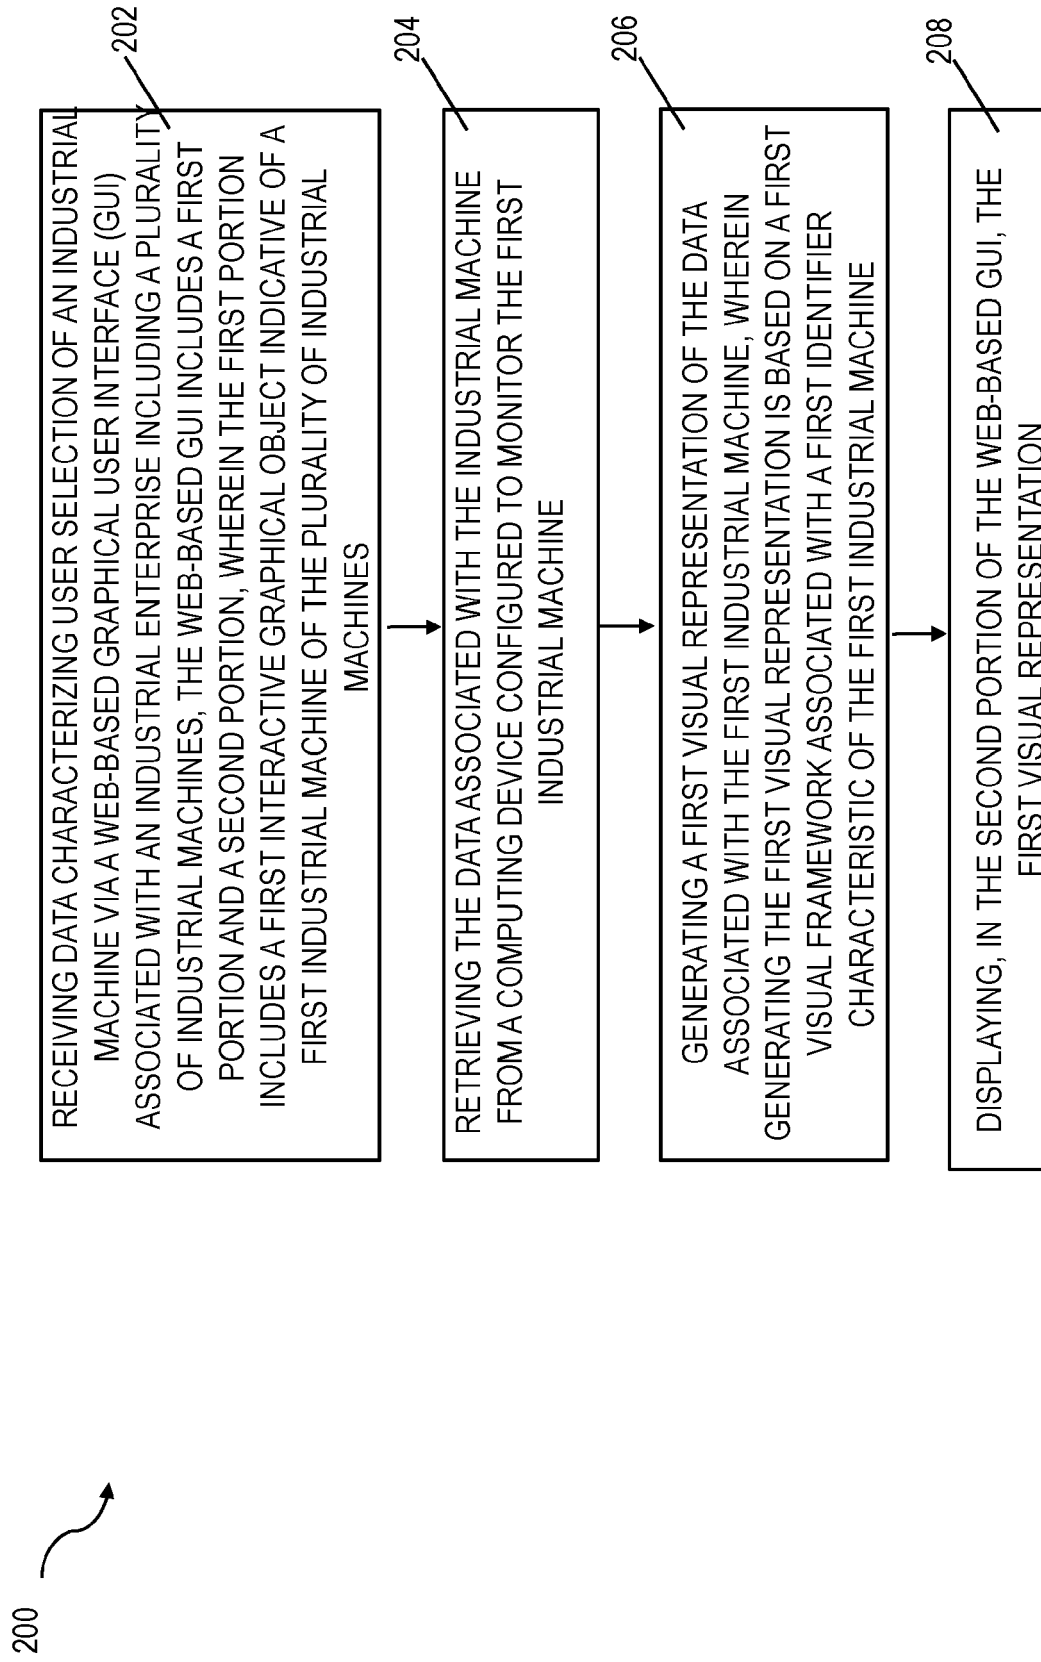 200
202
RECEIVING DATA CHARACTERIZING USER SELECTION OF AN INDUSTRIAL
MACHINE VIA A WEB-BASED GRAPHICAL USER INTERFACE (GUI)
ASSOCIATED WITH AN INDUSTRIAL ENTERPRISE INCLUDING A PLURALITY
OF INDUSTRIAL MACHINES, THE WEB-BASED GUI INCLUDES A FIRST
PORTION AND A SECOND PORTION, WHEREIN THE FIRST PORTION
INCLUDES A FIRST INTERACTIVE GRAPHICAL OBJECT INDICATIVE OF A
FIRST INDUSTRIAL MACHINE OF THE PLURALITY OF INDUSTRIAL
MACHINES
204
RETRIEVING THE DATA ASSOCIATED WITH THE INDUSTRIAL MACHINE
FROM A COMPUTING DEVICE CONFIGURED TO MONITOR THE FIRST
INDUSTRIAL MACHINE
206
GENERATING A FIRST VISUAL REPRESENTATION OF THE DATA
ASSOCIATED WITH THE FIRST INDUSTRIAL MACHINE, WHEREIN
GENERATING THE FIRST VISUAL REPRESENTATION IS BASED ON A FIRST
VISUAL FRAMEWORK ASSOCIATED WITH A FIRST IDENTIFIER
CHARACTERISTIC OF THE FIRST INDUSTRIAL MACHINE
208
DISPLAYING, IN THE SECOND PORTION OF THE WEB-BASED GUI, THE
FIRST VISUAL REPRESENTATION